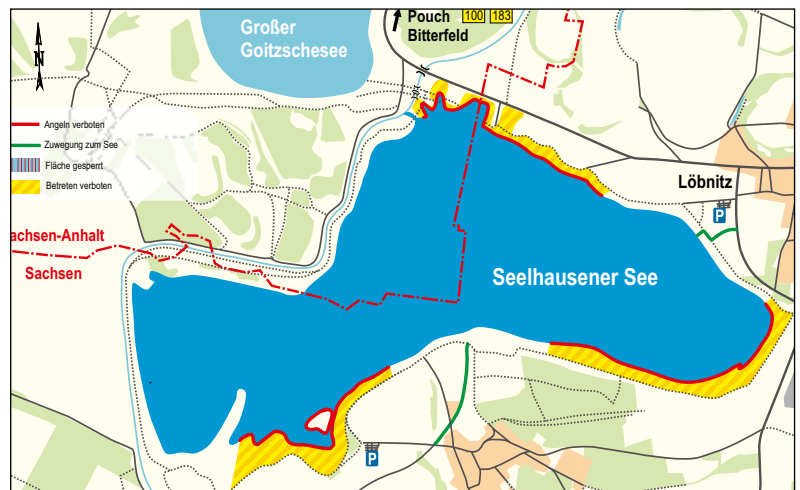 Großer
Goitzschesee
Pouch 100 183
Bitterfeld
N
Angeln verboten
Zuwegung zum See
Fläche gesperrt
Betreten verboten
Löbnitz
P
achsen-Anhalt
Sachsen
Seelhausener See
P